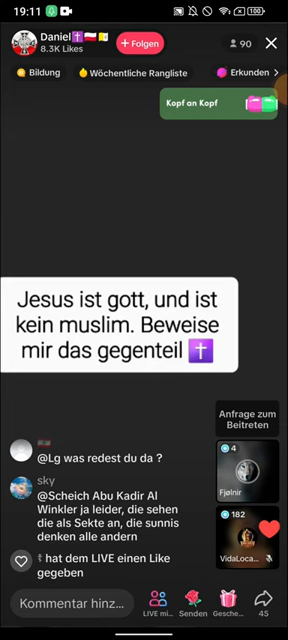 19:11
Daniel✝️🇵🇱
8.3K Likes
+ Folgen
90
Bildung
Wöchentliche Rangliste
Erkunden >
Kopf an Kopf
Jesus ist gott, und ist
kein muslim. Beweise
mir das gegenteil ✝️
Anfrage zum
Beitreten
4
Fjølnir
@Lg was redest du da ?
sky
@Scheich Abu Kadir Al
Winkler ja leider, die sehen
die als Sekte an, die sunnis
denken alle andern
182
VidaLoca...
hat dem LIVE einen Like
gegeben
Kommentar hinz...
LIVE mi...
Senden
Gesche...
45